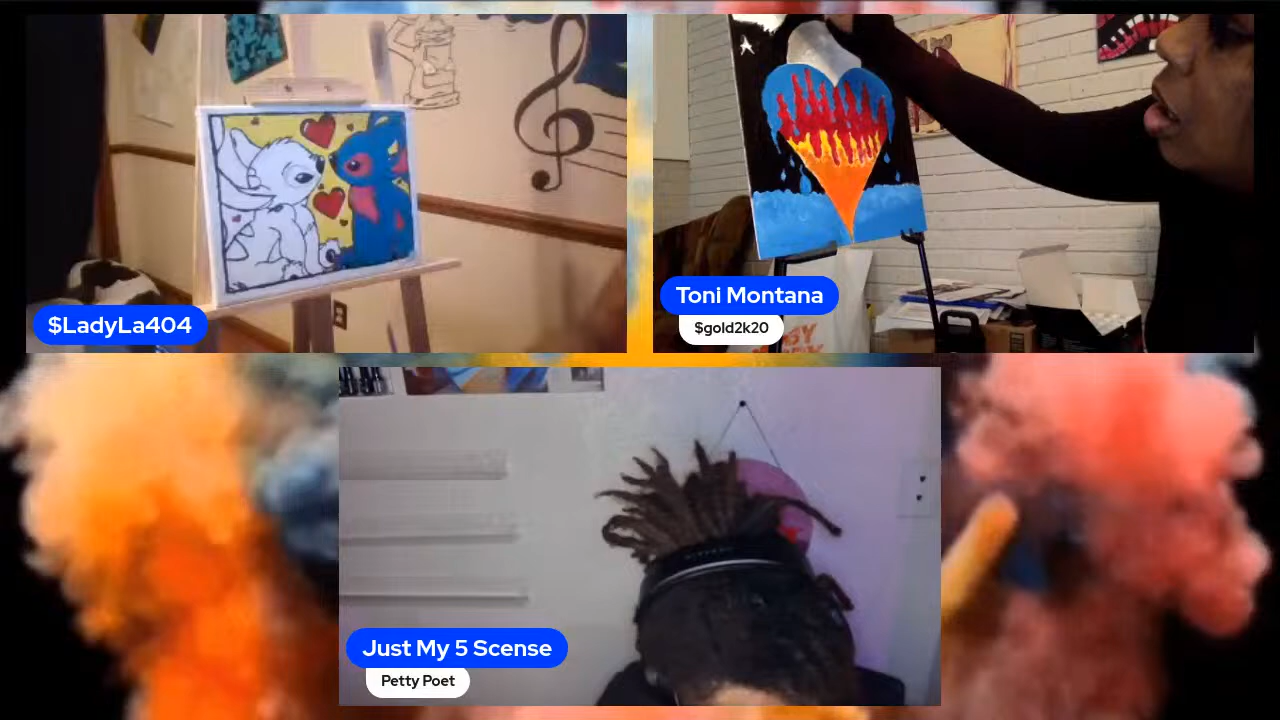 $LadyLa404
Toni Montana
$gold2k20
Just My 5 Scense
Petty Poet